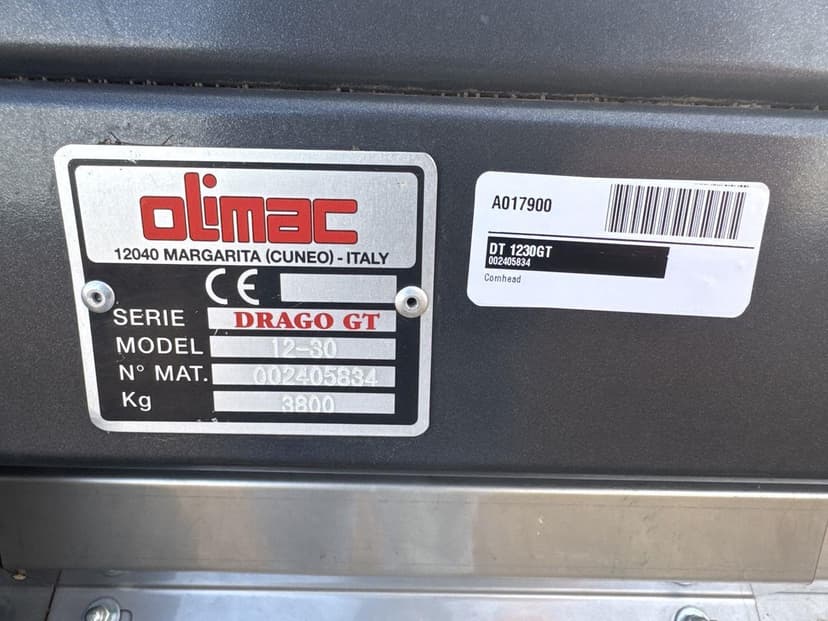 olimac
12040 MARGARITA (CUNEO) - ITALY
CE
SERIE DRAGO GT
MODEL 12-30
N° MAT. 002405834
Kg 3800
A017900
DT 1230GT
002405834
Cornhead